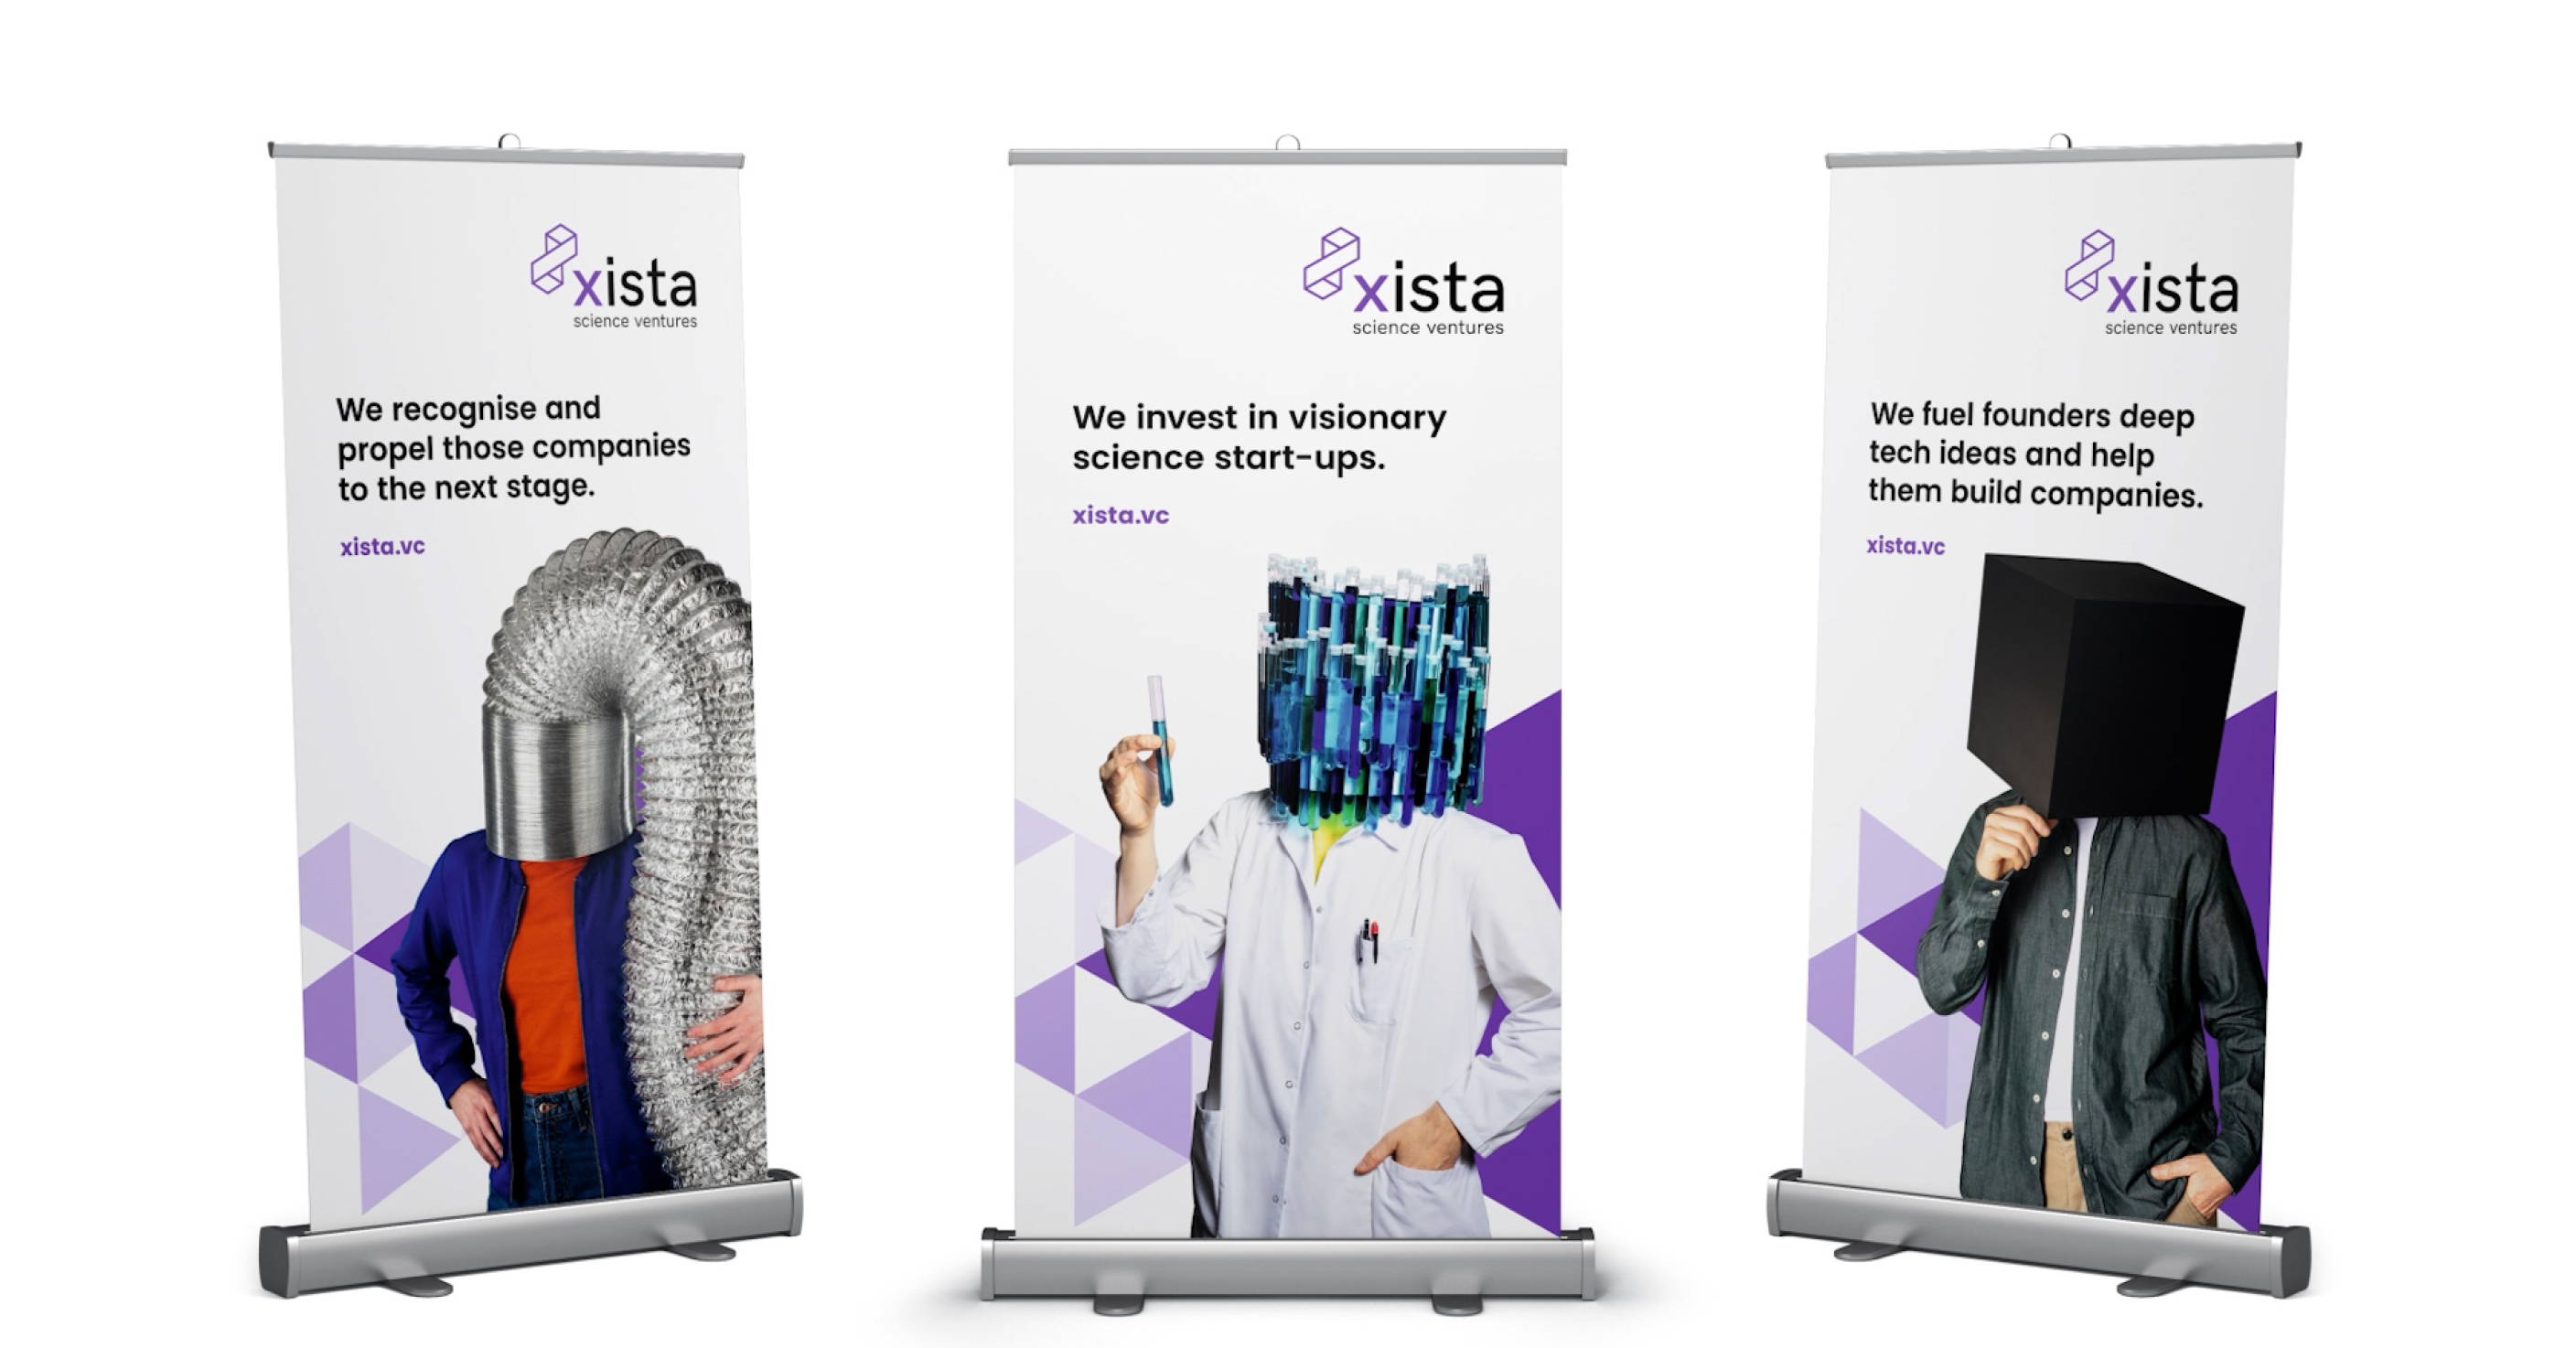 xista
science ventures
We recognise and
propel those companies
to the next stage.
xista.vc
xista
science ventures
We invest in visionary
science start-ups.
xista.vc
xista
science ventures
We fuel founders deep
tech ideas and help
them build companies.
xista.vc